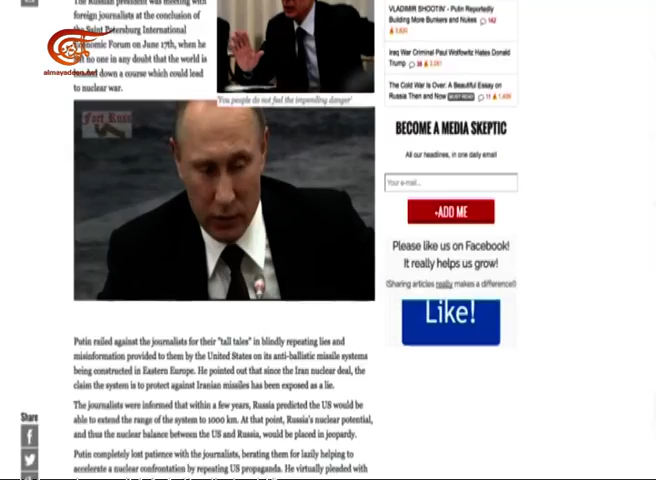 The Russian president was meeting with
foreign journalists at the conclusion of
the Saint Petersburg International
Economic Forum on June 17th, when he
no one in any doubt that the world is
headed down a course which could lead
to nuclear war.
almayadeen.net
'You people do not feel the impending danger'
Fort Russ
Putin railed against the journalists for their "tall tales" in blindly repeating lies and
misinformation provided to them by the United States on its anti-ballistic missile systems
being constructed in Eastern Europe. He pointed out that since the Iran nuclear deal, the
claim the system is to protect against Iranian missiles has been exposed as a lie.
The journalists were informed that within a few years, Russia predicted the US would be
able to extend the range of the system to 1000 km. At that point, Russia's nuclear potential,
and thus the nuclear balance between the US and Russia, would be placed in jeopardy.
Putin completely lost patience with the journalists, berating them for lazily helping to
accelerate a nuclear confrontation by repeating US propaganda. He virtually pleaded with
Share
VLADIMIR SHOOTIN' - Putin Reportedly
Building More Bunkers and Nukes
Iraq War Criminal Paul Wolfowitz Hates Donald
Trump
The Cold War Is Over: A Beautiful Essay on
Russia Then and Now MUST READ
BECOME A MEDIA SKEPTIC
All our headlines, in one daily email
Your e-mail...
+ADD ME
Please like us on Facebook!
It really helps us grow!
(Sharing articles really makes a difference!)
Like!